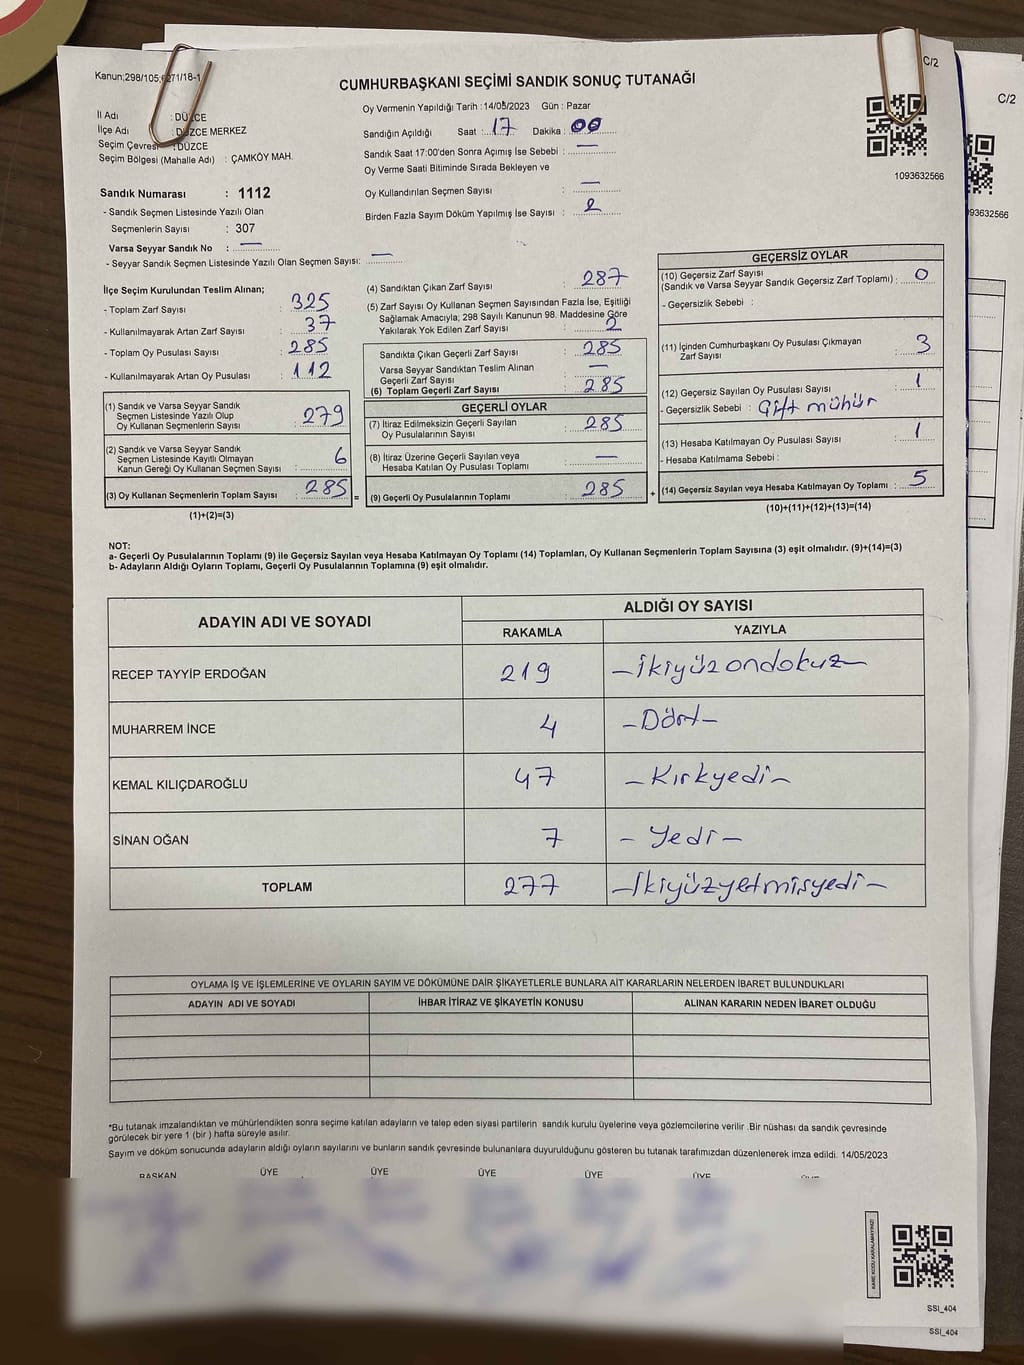 Kanun;298/105;6271/18-1
C/2
C/2
CUMHURBAŞKANI SEÇİMİ SANDIK SONUÇ TUTANAĞI
İl Adı : DÜZCE
İlçe Adı : DÜZCE MERKEZ
Seçim Çevresi : DÜZCE
Seçim Bölgesi (Mahalle Adı) : ÇAMKÖY MAH.
Sandık Numarası : 1112
- Sandık Seçmen Listesinde Yazılı Olan
Seçmenlerin Sayısı : 307
Varsa Seyyar Sandık No : —
- Seyyar Sandık Seçmen Listesinde Yazılı Olan Seçmen Sayısı: —
Oy Vermenin Yapıldığı Tarih :14/05/2023 Gün : Pazar
Sandığın Açıldığı Saat : 17 Dakika : 00
Sandık Saat 17:00'den Sonra Açımış İse Sebebi : —
Oy Verme Saati Bitiminde Sırada Bekleyen ve
Oy Kullandırılan Seçmen Sayısı : —
Birden Fazla Sayım Döküm Yapılmış İse Sayısı : 2
1093632566
93632566
İlçe Seçim Kurulundan Teslim Alınan;
- Toplam Zarf Sayısı : 325
- Kullanılmayarak Artan Zarf Sayısı : 37
- Toplam Oy Pusulası Sayısı : 285
- Kullanılmayarak Artan Oy Pusulası : 112
(1) Sandık ve Varsa Seyyar Sandık
Seçmen Listesinde Yazılı Olup
Oy Kullanan Seçmenlerin Sayısı : 279
(2) Sandık ve Varsa Seyyar Sandık
Seçmen Listesinde Kayıtlı Olmayan
Kanun Gereği Oy Kullanan Seçmen Sayısı : 6
(3) Oy Kullanan Seçmenlerin Toplam Sayısı : 285 =
(1)+(2)=(3)
(4) Sandıktan Çıkan Zarf Sayısı : 287
(5) Zarf Sayısı Oy Kullanan Seçmen Sayısından Fazla İse, Eşitliği
Sağlamak Amacıyla; 298 Sayılı Kanunun 98. Maddesine Göre
Yakılarak Yok Edilen Zarf Sayısı : 2
Sandıkta Çıkan Geçerli Zarf Sayısı : 285
Varsa Seyyar Sandıktan Teslim Alınan
Geçerli Zarf Sayısı : —
(6) Toplam Geçerli Zarf Sayısı : 285
GEÇERLİ OYLAR
(7) İtiraz Edilmeksizin Geçerli Sayılan
Oy Pusulalarının Sayısı : 285
(8) İtiraz Üzerine Geçerli Sayılan veya
Hesaba Katılan Oy Pusulası Toplamı : —
(9) Geçerli Oy Pusulalarının Toplamı : 285 +
GEÇERSİZ OYLAR
(10) Geçersiz Zarf Sayısı
(Sandık ve Varsa Seyyar Sandık Geçersiz Zarf Toplamı) : 0
- Geçersizlik Sebebi :
(11) İçinden Cumhurbaşkanı Oy Pusulası Çıkmayan
Zarf Sayısı : 3
(12) Geçersiz Sayılan Oy Pusulası Sayısı : 1
- Geçersizlik Sebebi : Çift mühür
(13) Hesaba Katılmayan Oy Pusulası Sayısı : 1
- Hesaba Katılmama Sebebi :
(14) Geçersiz Sayılan veya Hesaba Katılmayan Oy Toplamı : 5
(10)+(11)+(12)+(13)=(14)
NOT:
a- Geçerli Oy Pusulalarının Toplamı (9) ile Geçersiz Sayılan veya Hesaba Katılmayan Oy Toplamı (14) Toplamları, Oy Kullanan Seçmenlerin Toplam Sayısına (3) eşit olmalıdır. (9)+(14)=(3)
b- Adayların Aldığı Oyların Toplamı, Geçerli Oy Pusulalarının Toplamına (9) eşit olmalıdır.
ADAYIN ADI VE SOYADI
ALDIĞI OY SAYISI
RAKAMLA YAZIYLA
RECEP TAYYİP ERDOĞAN 219 —İkiyüz ondokuz—
MUHARREM İNCE 4 —Dört—
KEMAL KILIÇDAROĞLU 47 —Kırkyedi—
SİNAN OĞAN 7 — Yedi —
TOPLAM 277 —İkiyüzyetmişyedi—
OYLAMA İŞ VE İŞLEMLERİNE VE OYLARIN SAYIM VE DÖKÜMÜNE DAİR ŞİKAYETLERLE BUNLARA AİT KARARLARIN NELERDEN İBARET BULUNDUKLARI
ADAYIN ADI VE SOYADI İHBAR İTİRAZ VE ŞİKAYETİN KONUSU ALINAN KARARIN NEDEN İBARET OLDUĞU
*Bu tutanak imzalandıktan ve mühürlendikten sonra seçime katılan adayların ve talep eden siyasi partilerin sandık kurulu üyelerine veya gözlemcilerine verilir .Bir nüshası da sandık çevresinde
görülecek bir yere 1 (bir ) hafta süreyle asılır.
Sayım ve döküm sonucunda adayların aldığı oyların sayılarını ve bunların sandık çevresinde bulunanlara duyurulduğunu gösteren bu tutanak tarafımızdan düzenlenerek imza edildi. 14/05/2023
BAŞKAN ÜYE ÜYE ÜYE ÜYE ÜYE
KARE KODU KARALAMAYINIZ!
SSI_404
SSI_404